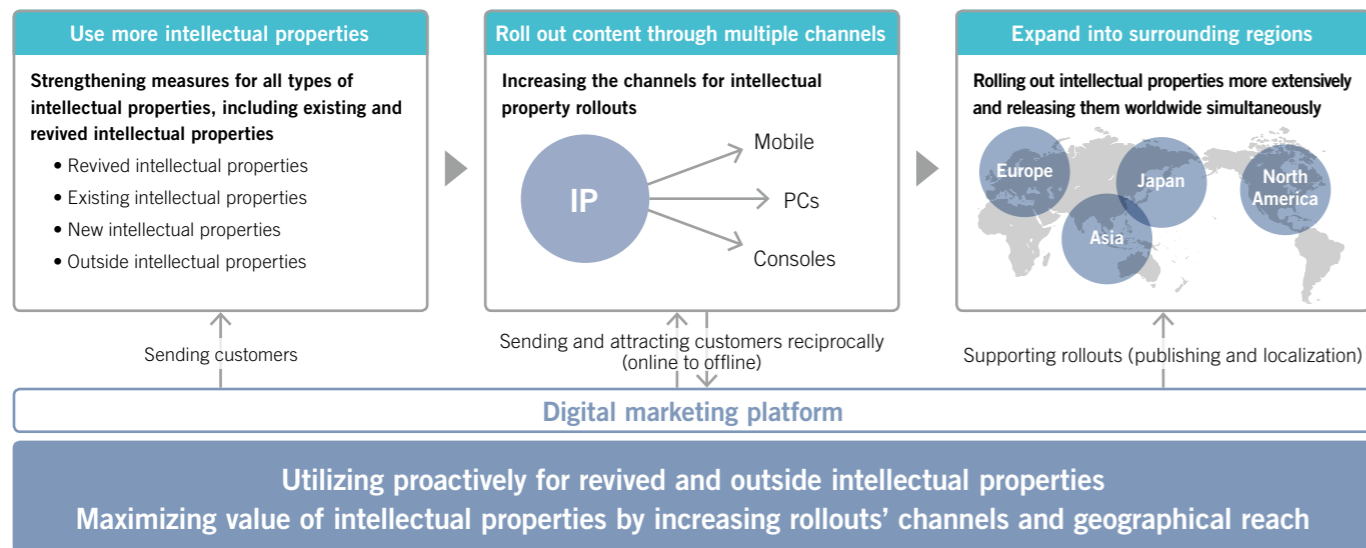 Use more intellectual properties
Strengthening measures for all types of
intellectual properties, including existing and
revived intellectual properties
• Revived intellectual properties
• Existing intellectual properties
• New intellectual properties
• Outside intellectual properties
Roll out content through multiple channels
Increasing the channels for intellectual
property rollouts
IP
Mobile
PCs
Consoles
Expand into surrounding regions
Rolling out intellectual properties more extensively
and releasing them worldwide simultaneously
Europe
Japan
North
America
Asia
Sending customers
Sending and attracting customers reciprocally
(online to offline)
Supporting rollouts (publishing and localization)
Digital marketing platform
Utilizing proactively for revived and outside intellectual properties
Maximizing value of intellectual properties by increasing rollouts’ channels and geographical reach